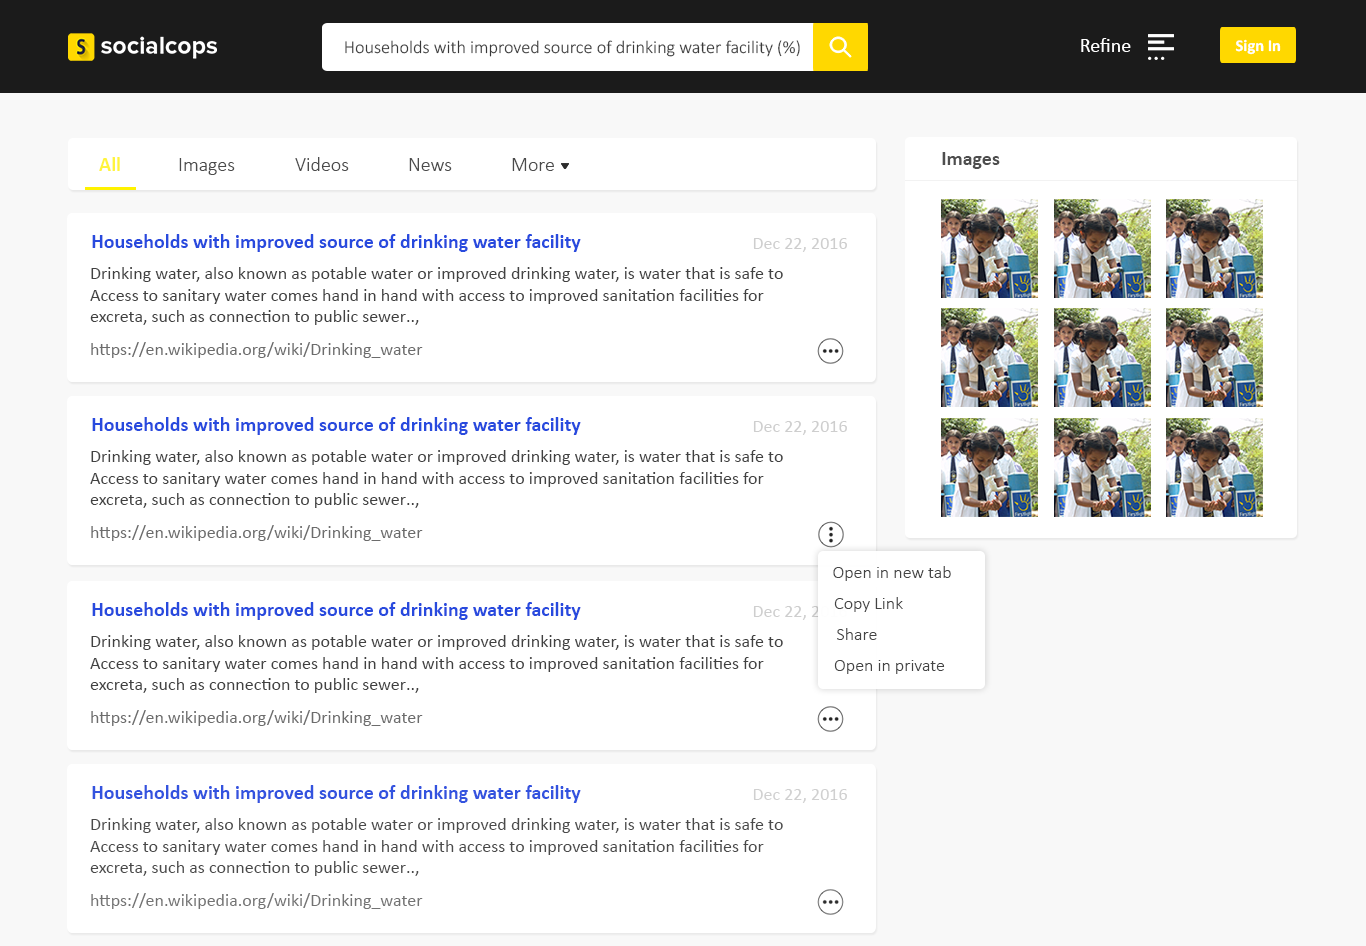 S socialcops
Households with improved source of drinking water facility (%)
Refine
Sign In
All Images Videos News More
Households with improved source of drinking water facility
Dec 22, 2016
Drinking water, also known as potable water or improved drinking water, is water that is safe to
Access to sanitary water comes hand in hand with access to improved sanitation facilities for
excreta, such as connection to public sewer..,
https://en.wikipedia.org/wiki/Drinking_water
Households with improved source of drinking water facility
Dec 22, 2016
Drinking water, also known as potable water or improved drinking water, is water that is safe to
Access to sanitary water comes hand in hand with access to improved sanitation facilities for
excreta, such as connection to public sewer..,
https://en.wikipedia.org/wiki/Drinking_water
Open in new tab
Copy Link
Share
Open in private
Households with improved source of drinking water facility
Dec 22, 2
Drinking water, also known as potable water or improved drinking water, is water that is safe to
Access to sanitary water comes hand in hand with access to improved sanitation facilities for
excreta, such as connection to public sewer..,
https://en.wikipedia.org/wiki/Drinking_water
Households with improved source of drinking water facility
Dec 22, 2016
Drinking water, also known as potable water or improved drinking water, is water that is safe to
Access to sanitary water comes hand in hand with access to improved sanitation facilities for
excreta, such as connection to public sewer..,
https://en.wikipedia.org/wiki/Drinking_water
Images